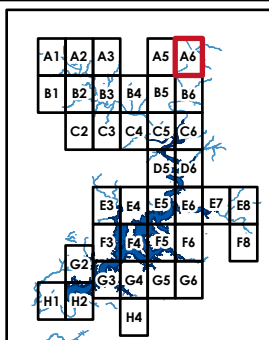 A1 A2 A3 A5 A6
B1 B2 B3 B4 B5 B6
C2 C3 C4 C5 C6
D5 D6
E3 E4 E5 E6 E7 E8
F3 F4 F5 F6 F8
G2
G3 G4 G5 G6
H1 H2
H4